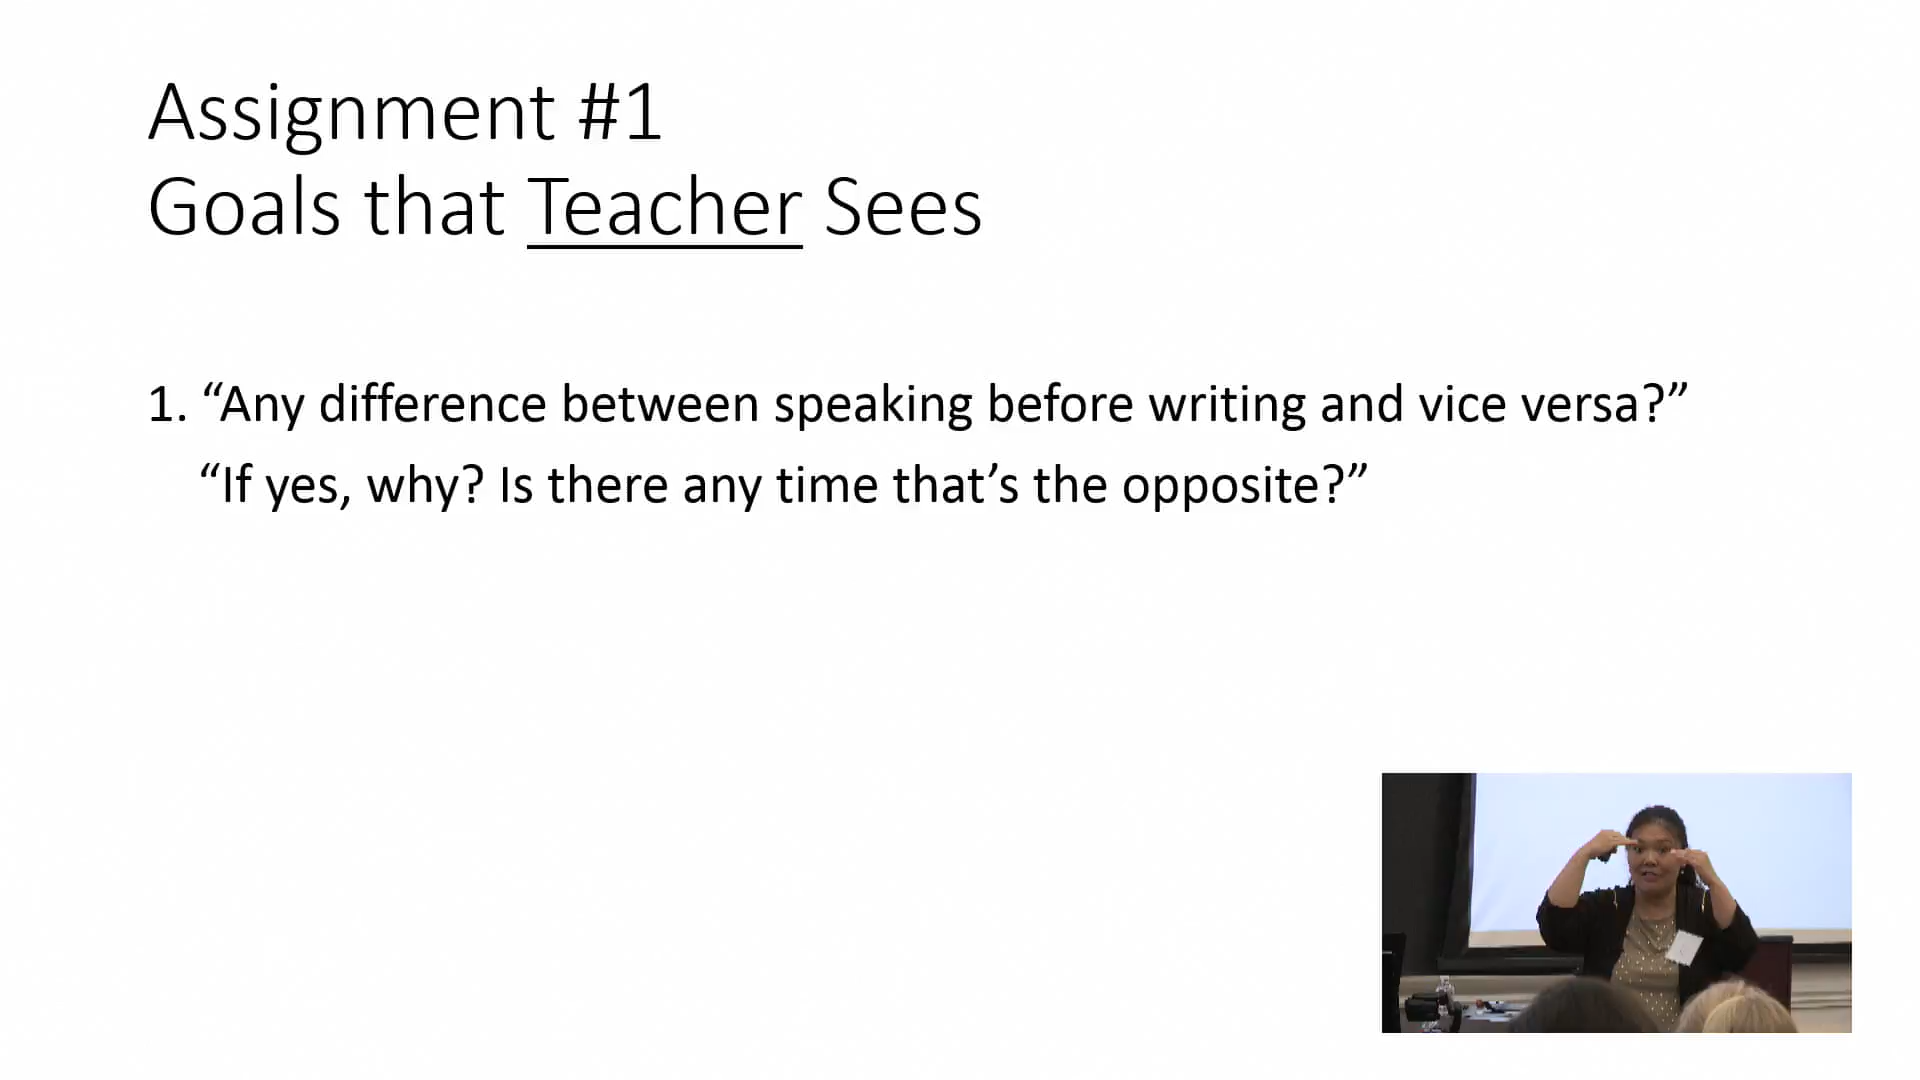 Assignment #1
Goals that Teacher Sees
1. “Any difference between speaking before writing and vice versa?”
“If yes, why? Is there any time that’s the opposite?”